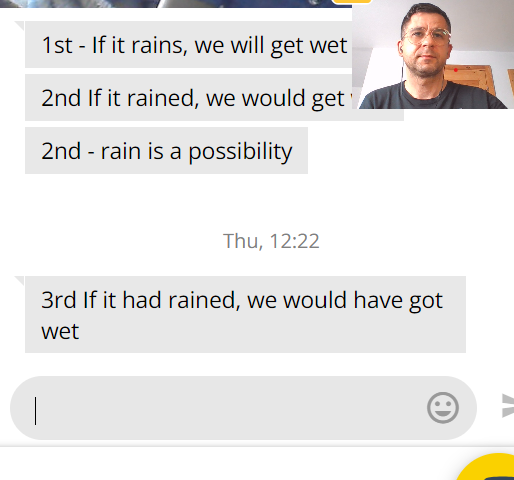 1st - If it rains, we will get wet
2nd If it rained, we would get
2nd - rain is a possibility
Thu, 12:22
3rd If it had rained, we would have got
wet